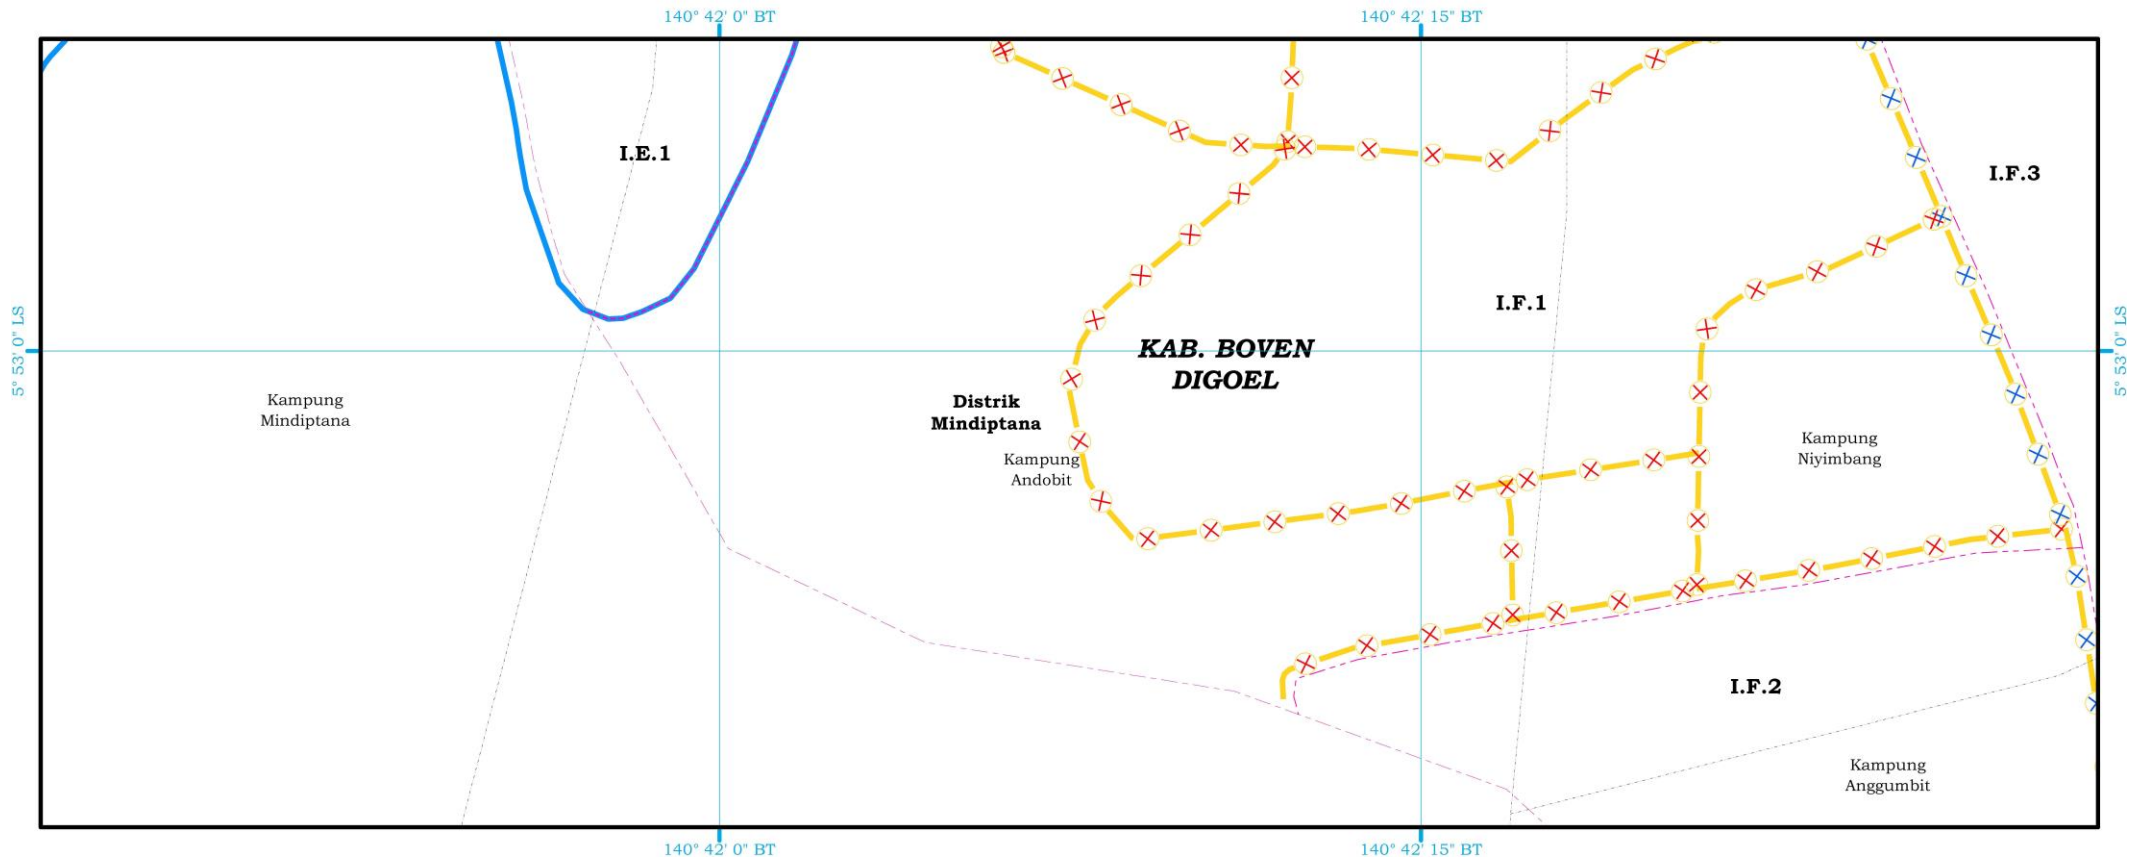 140° 42' 0" BT
140° 42' 15" BT
I.E.1
I.F.3
5° 53' 0" LS
I.F.1
5° 53' 0" LS
KAB. BOVEN
DIGOEL
Kampung
Mindiptana
Distrik
Mindiptana
Kampung
Andobit
Kampung
Niyimbang
I.F.2
Kampung
Anggumbit
140° 42' 0" BT
140° 42' 15" BT